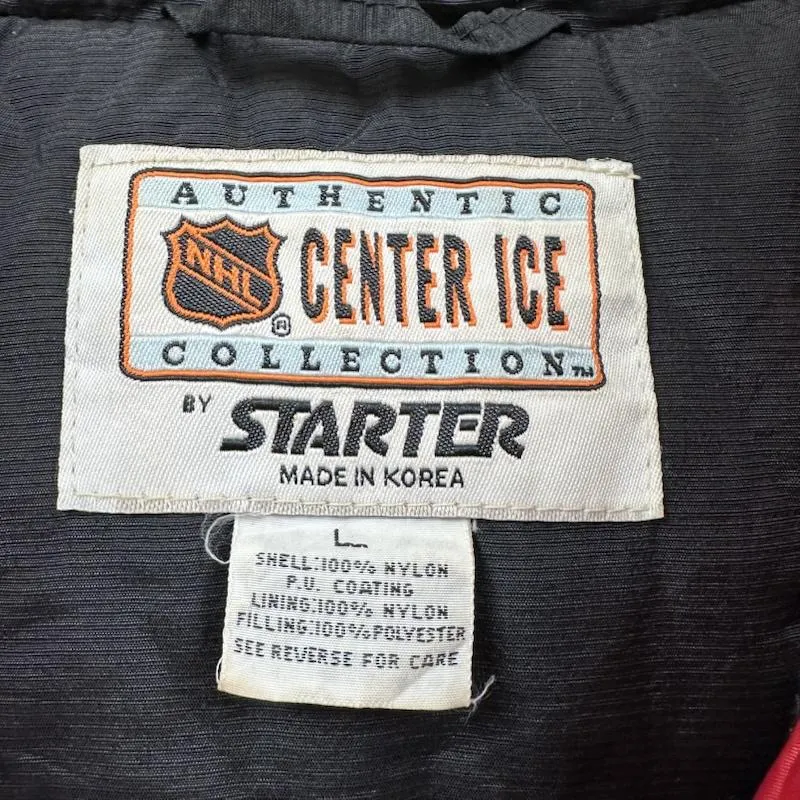 AUTHENTIC
NHL ®
CENTER ICE
COLLECTION™
BY STARTER
MADE IN KOREA
L
SHELL:100% NYLON
P.U. COATING
LINING:100% NYLON
FILLING:100%POLYESTER
SEE REVERSE FOR CARE